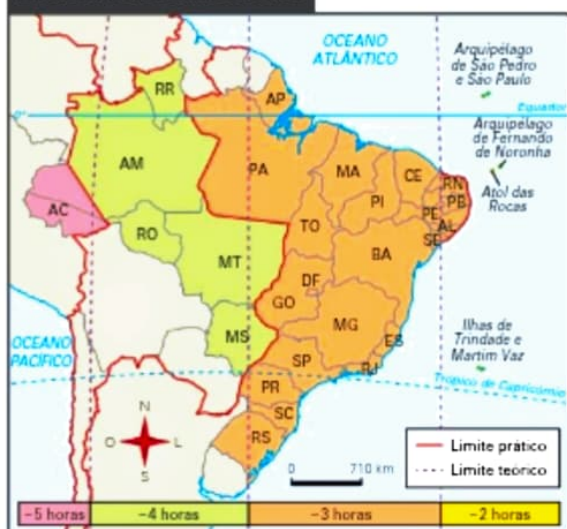 OCEANO
ATLÂNTICO
Arquipélago
de São Pedro
e São Paulo
RR
AP
0°
Equador
Arquipélago
de Fernando
de Noronha
Atol das
Rocas
AM
PA
MA
CE
RN
PB
PI
PE
AL
SE
AC
RO
TO
BA
MT
DF
GO
MG
ES
MS
SP
RJ
Ilhas de
Trindade e
Martim Vaz
OCEANO
PACÍFICO
Trópico de Capricórnio
PR
SC
RS
N
O
L
S
0
710 km
Limite prático
Limite teórico
-5 horas
-4 horas
-3 horas
-2 horas